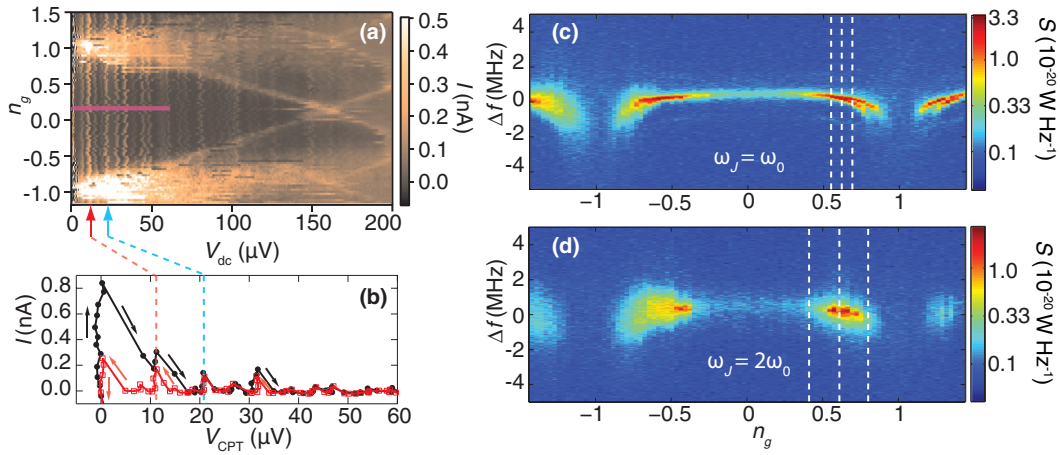 1.5
1.0
0.5
0.0
-0.5
-1.0
n_g
(a)
0 50 100 150 200
V_dc (μV)
0.5
0.4
0.3
0.2
0.1
0.0
I (nA)
(b)
0.8
0.6
0.4
0.2
0.0
I (nA)
0 10 20 30 40 50 60
V_CPT (μV)
(c)
4
2
0
-2
-4
Δf (MHz)
ω_J = ω_0
−1 −0.5 0 0.5 1
3.3
1.0
0.33
0.1
S (10^-20 W Hz^-1)
(d)
5
2
0
-2
5
Δf (MHz)
ω_J = 2ω_0
−1 −0.5 0 0.5 1
n_g
1.0
0.33
0.1
S (10^-20 W Hz^-1)